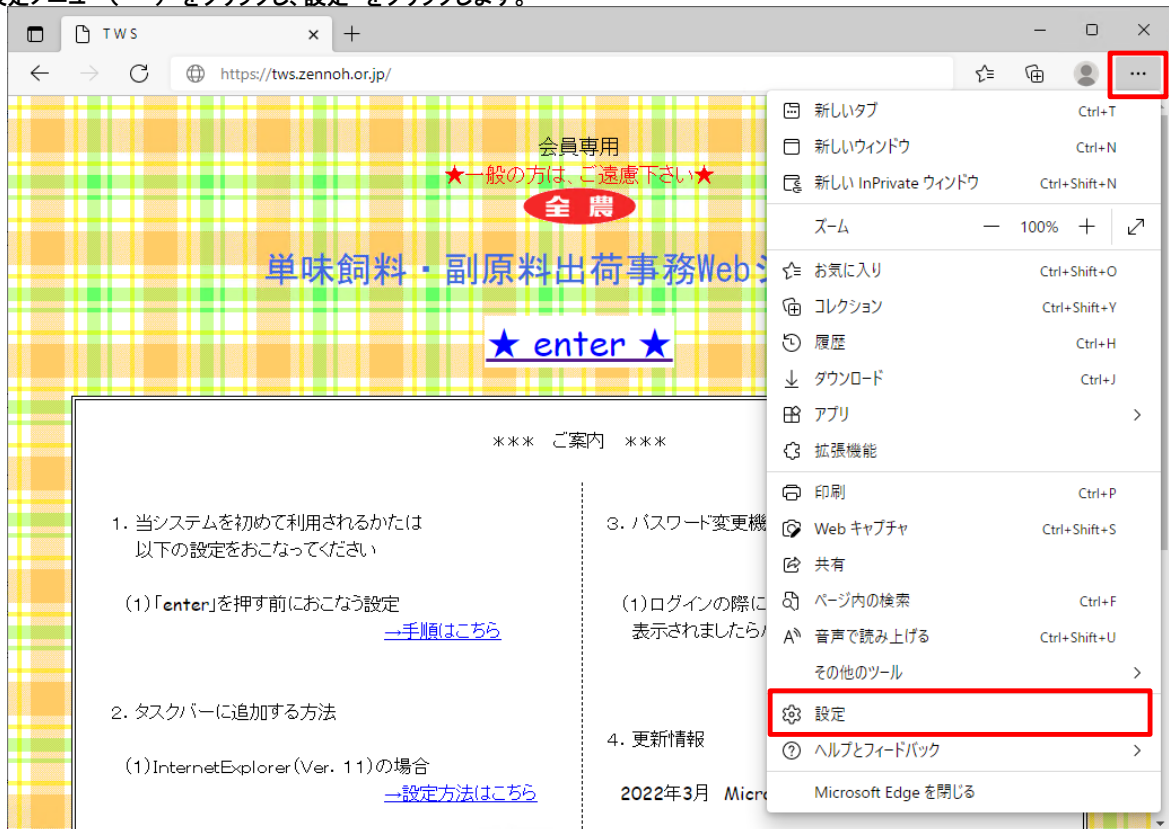 設定メニュー(…)をクリックし、設定 をクリックします。
TWS
https://tws.zennoh.or.jp/
会員専用
★一般の方は、ご遠慮下さい★
全農
単味飼料・副原料出荷事務Web
★ enter ★
*** ご案内 ***
1. 当システムを初めて利用されるかたは
以下の設定をおこなってください
(1)「enter」を押す前におこなう設定
→手順はこちら
2. タスクバーに追加する方法
(1)InternetExplorer(Ver. 11)の場合
→設定方法はこちら
3. パスワード変更機
(1)ログインの際に
表示されましたら
4. 更新情報
2022年3月 Micro
新しいタブ Ctrl+T
新しいウィンドウ Ctrl+N
新しい InPrivate ウィンドウ Ctrl+Shift+N
ズーム — 100% +
お気に入り Ctrl+Shift+O
コレクション Ctrl+Shift+Y
履歴 Ctrl+H
ダウンロード Ctrl+J
アプリ
拡張機能
印刷 Ctrl+P
Web キャプチャ Ctrl+Shift+S
共有
ページ内の検索 Ctrl+F
音声で読み上げる Ctrl+Shift+U
その他のツール
設定
ヘルプとフィードバック
Microsoft Edge を閉じる